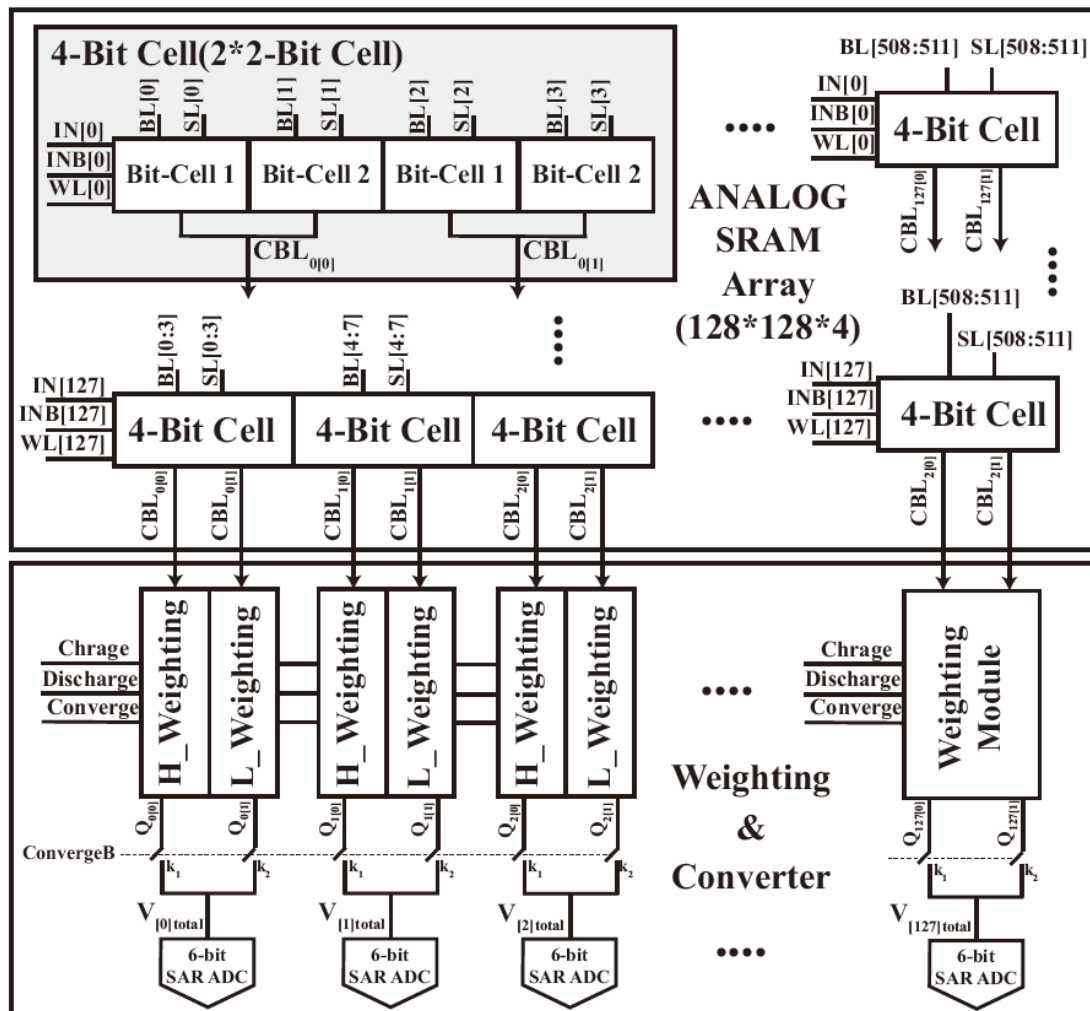 4-Bit Cell(2*2-Bit Cell)
BL[0] SL[0] BL[1] SL[1] BL[2] SL[2] BL[3] SL[3]
IN[0]
INB[0]
WL[0]
Bit-Cell 1 Bit-Cell 2 Bit-Cell 1 Bit-Cell 2
CBL0[0] CBL0[1]
BL[508:511] SL[508:511]
IN[0]
INB[0]
WL[0]
4-Bit Cell
CBL127[0] CBL127[1]
ANALOG
SRAM
Array
(128*128*4)
BL[0:3] SL[0:3] BL[4:7] SL[4:7]
IN[127]
INB[127]
WL[127]
4-Bit Cell 4-Bit Cell 4-Bit Cell
BL[508:511]
SL[508:511]
IN[127]
INB[127]
WL[127]
4-Bit Cell
CBL0[0] CBL0[1] CBL1[0] CBL1[1] CBL2[0] CBL2[1] CBL2[0] CBL2[1]
Chrage
Discharge
Converge
H_Weighting L_Weighting H_Weighting L_Weighting H_Weighting L_Weighting
Chrage
Discharge
Converge
Weighting
Module
Weighting
&
Converter
Q0[0] Q0[1] Q1[0] Q1[1] Q2[0] Q2[1] Q127[0] Q127[1]
ConvergeB
k1 k2 k1 k2 k1 k2 k1 k2
V[0]total V[1]total V[2]total V[127]total
6-bit SAR ADC
6-bit SAR ADC
6-bit SAR ADC
6-bit SAR ADC